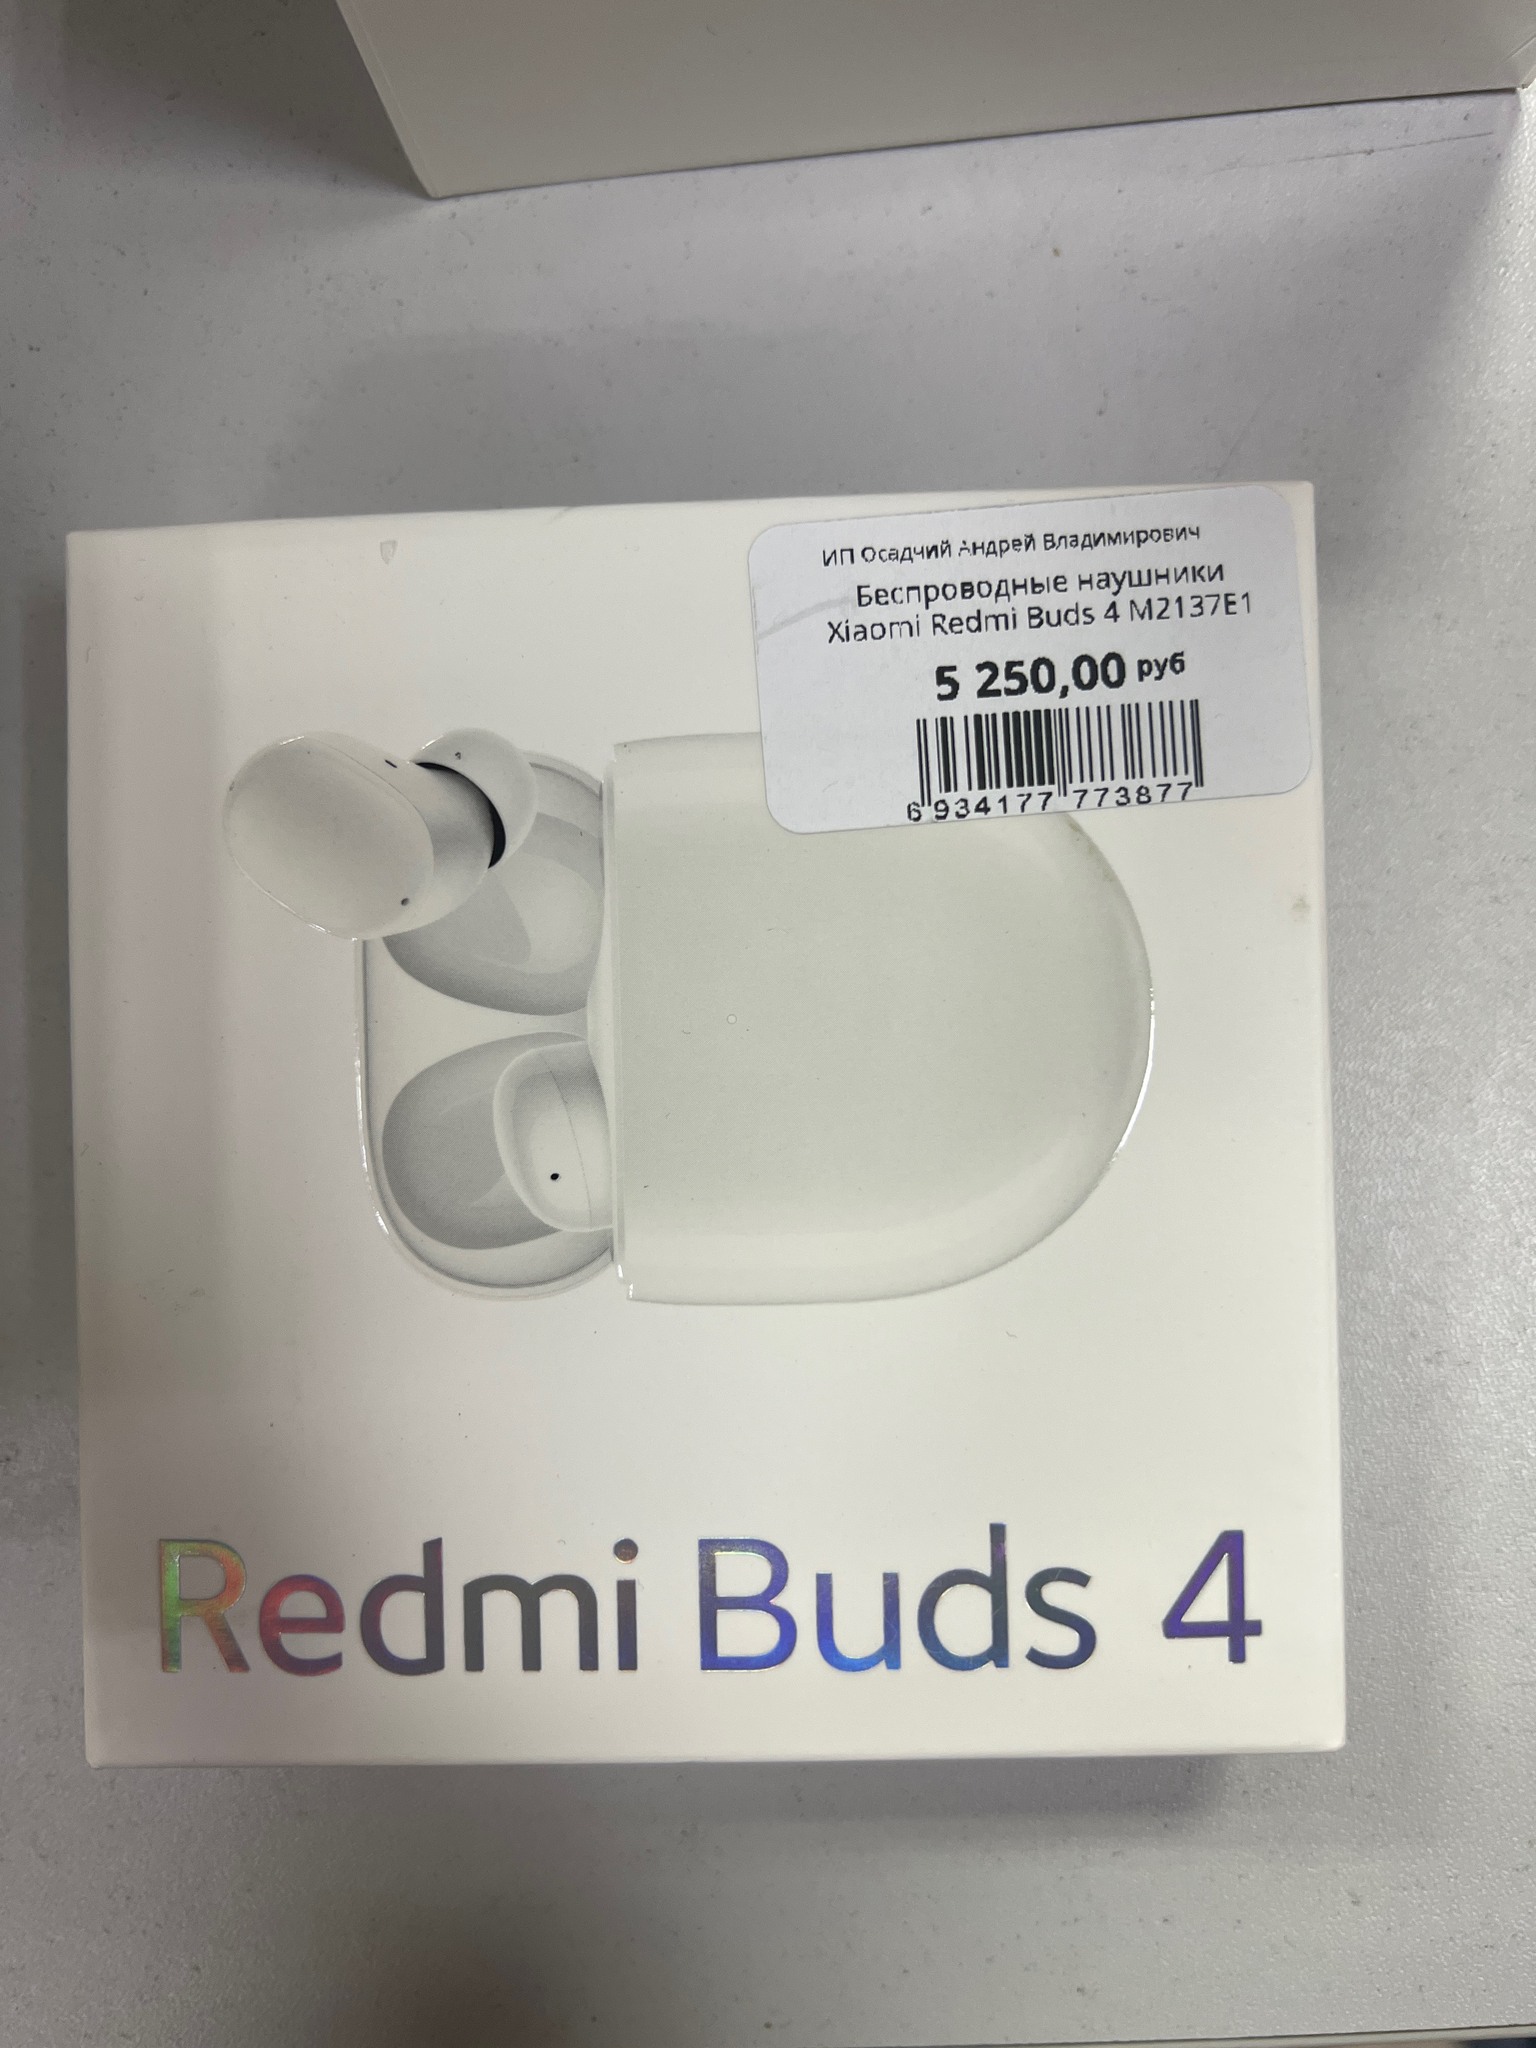 ИП Осадчий Андрей Владимирович
Беспроводные наушники
Xiaomi Redmi Buds 4 M2137E1
5 250,00 руб
6 934177 773877
Redmi Buds 4